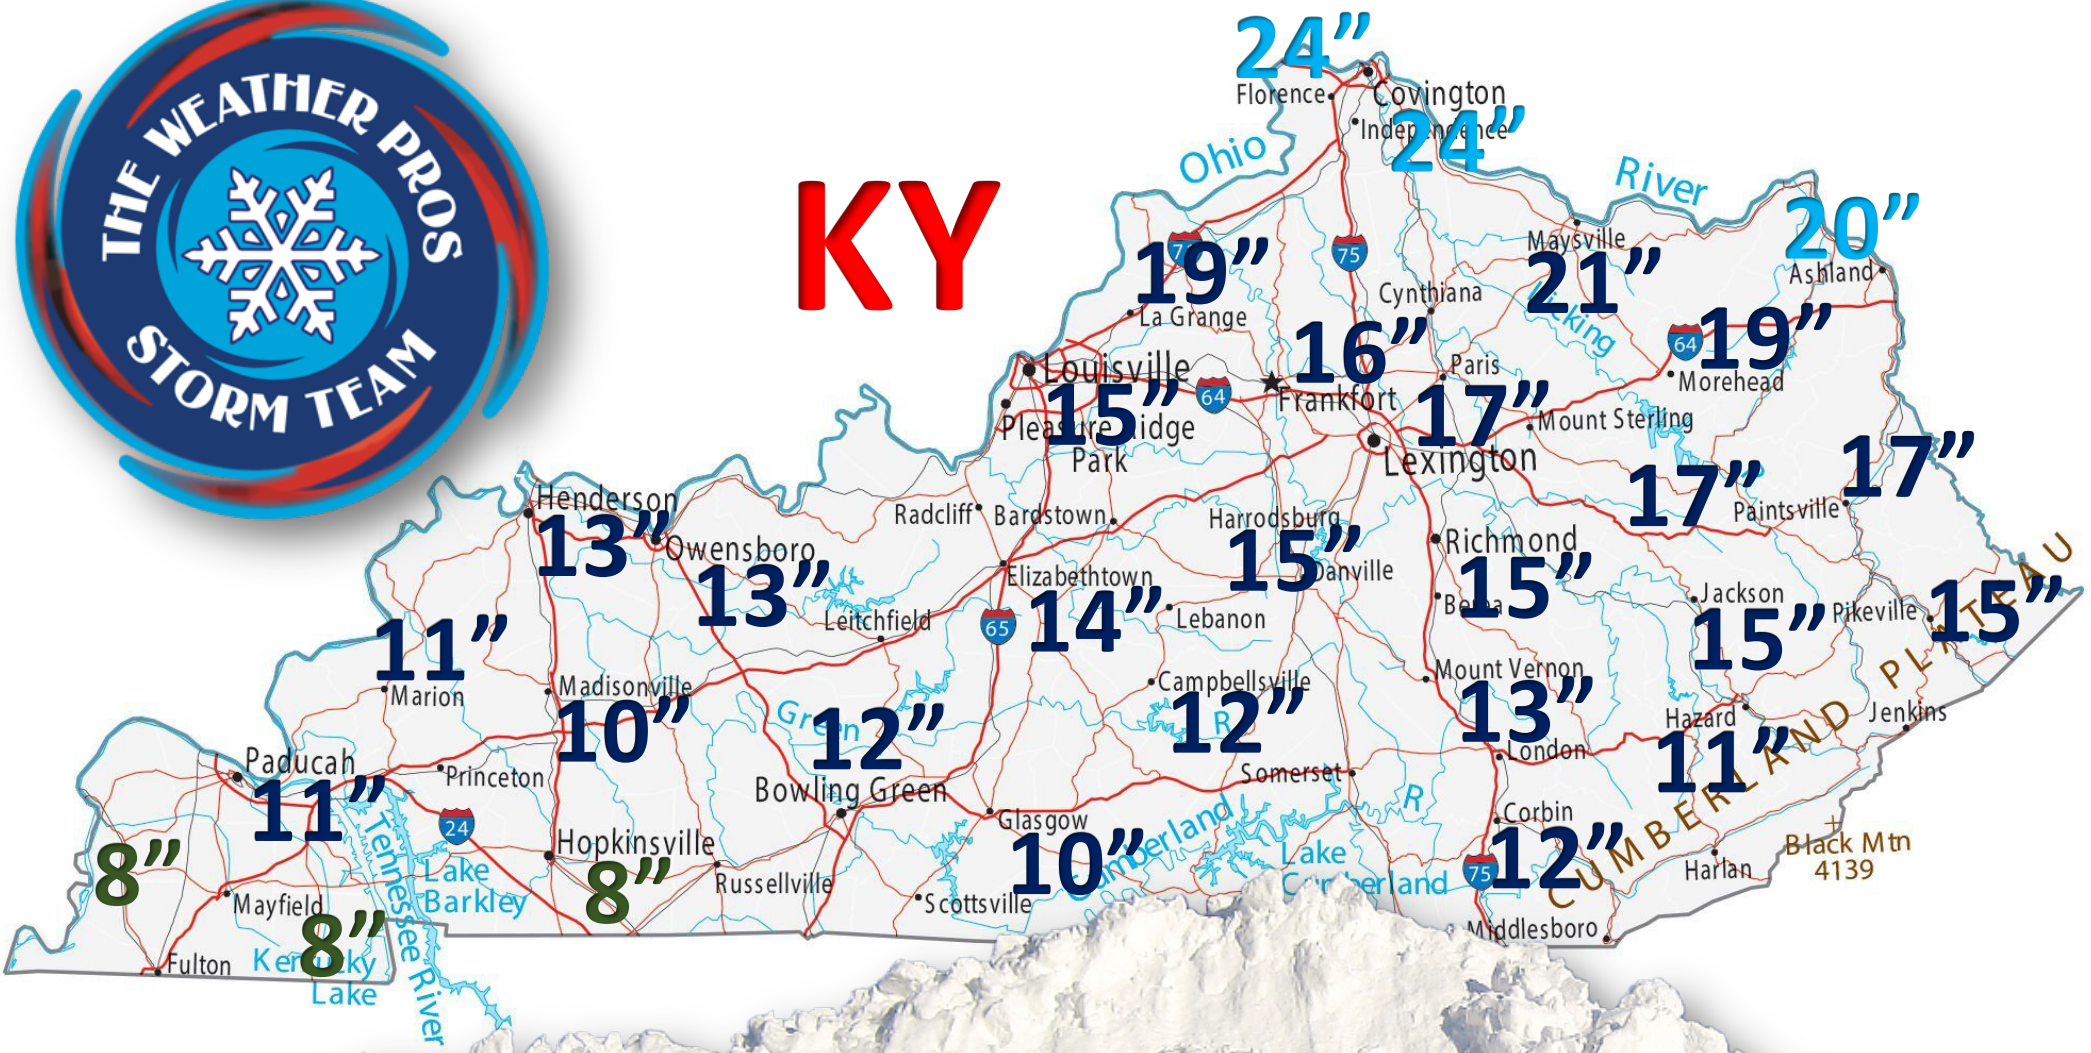 THE WEATHER PROS
STORM TEAM
KY
24”
Florence
Covington
Independence
24”
Ohio
River
20”
Ashland
Maysville
21”
Licking
71
19”
La Grange
75
Cynthiana
16”
Frankfort
Paris
17”
64
19”
Morehead
Mount Sterling
Louisville
15”
64
Pleasure Ridge
Park
Lexington
17”
17”
Paintsville
Henderson
13”
Owensboro
13”
Radcliff
Bardstown
Harrodsburg
15”
Danville
Richmond
15”
Berea
Elizabethtown
65
14”
Lebanon
Leitchfield
Jackson
15”
Pikeville
15”
CUMBERLAND PLATEAU
11”
Marion
Madisonville
10”
Green
12”
Bowling Green
Campbellsville
12”
R
Mount Vernon
13”
London
Hazard
11”
Jenkins
Paducah
11”
Princeton
24
Somerset
R
Glasgow
10”
Cumberland
Corbin
12”
75
Black Mtn
4139
Harlan
8”
Mayfield
8”
Fulton
Kentucky
Lake
Tennessee River
Lake
Barkley
Hopkinsville
8”
Russellville
Scottsville
Lake
Cumberland
Middlesboro